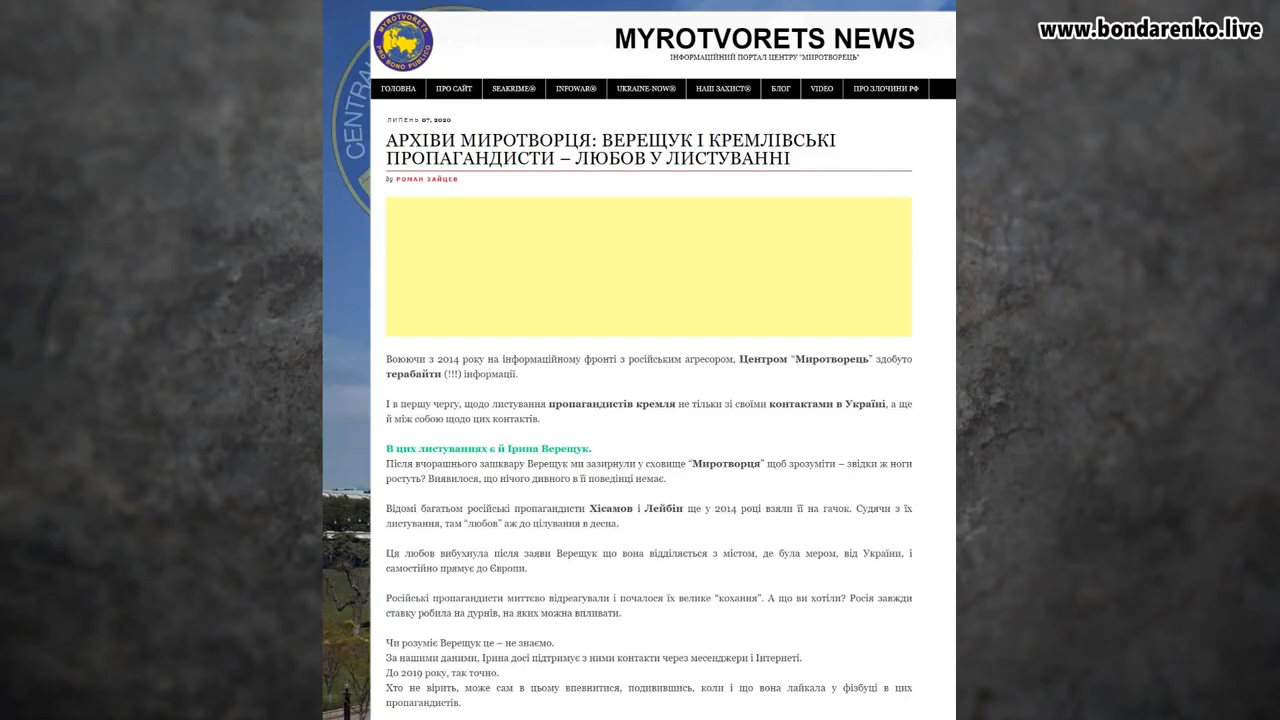 www.bondarenko.live
MYROTVORETS
PRO BONO PUBLICO
MYROTVORETS NEWS
ІНФОРМАЦІЙНИЙ ПОРТАЛ ЦЕНТРУ "МИРОТВОРЕЦЬ"
ГОЛОВНА ПРО САЙТ SEAKRIME® INFOWAR® UKRAINE-NOW® НАШ ЗАХИСТ® БЛОГ VIDEO ПРО ЗЛОЧИНИ РФ
CENTRAL
ЛИПЕНЬ 07, 2020
АРХІВИ МИРОТВОРЦЯ: ВЕРЕЩУК І КРЕМЛІВСЬКІ
ПРОПАГАНДИСТИ – ЛЮБОВ У ЛИСТУВАННІ
by РОМАН ЗАЙЦЕВ
Воюючи з 2014 року на інформаційному фронті з російським агресором, Центром “Миротворець” здобуто
терабайти (!!!) інформації.
І в першу чергу, щодо листування пропагандистів кремля не тільки зі своїми контактами в Україні, а ще
й між собою щодо цих контактів.
В цих листуваннях є й Ірина Верещук.
Після вчорашнього зашквару Верещук ми зазирнули у сховище “Миротворця” щоб зрозуміти – звідки ж ноги
ростуть? Виявилося, що нічого дивного в її поведінці немає.
Відомі багатьом російські пропагандисти Хісамов і Лейбін ще у 2014 році взяли її на гачок. Судячи з їх
листування, там “любов” аж до цілування в десна.
Ця любов вибухнула після заяви Верещук що вона відділяється з містом, де була мером, від України, і
самостійно прямує до Європи.
Російські пропагандисти миттєво відреагували і почалося їх велике “кохання”. А що ви хотіли? Росія завжди
ставку робила на дурнів, на яких можна впливати.
Чи розуміє Верещук це – не знаємо.
За нашими даними, Ірина досі підтримує з ними контакти через месенджери і Інтернеті.
До 2019 року, так точно.
Хто не вірить, може сам в цьому впевнитися, подивившись, коли і що вона лайкала у фізбуці в цих
пропагандистів.